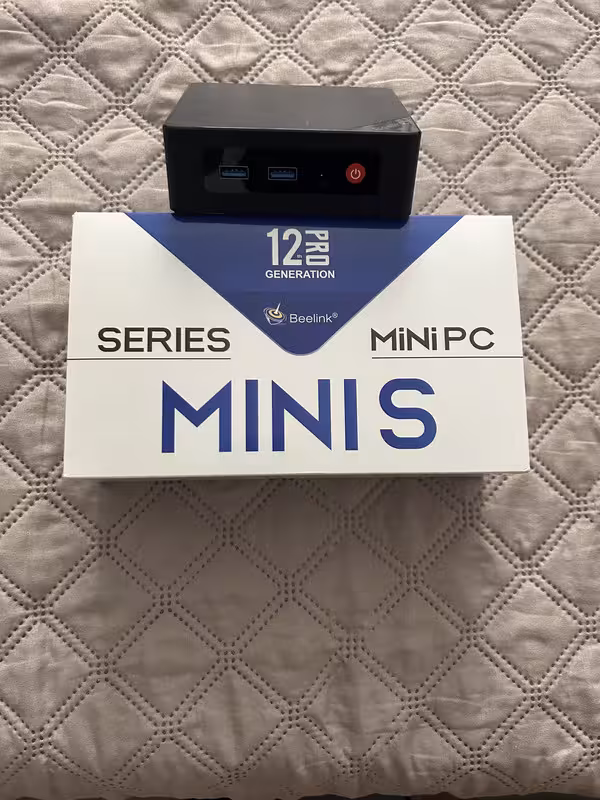 12th PRO
GENERATION
Beelink®
SERIES MiNi PC
MINI S